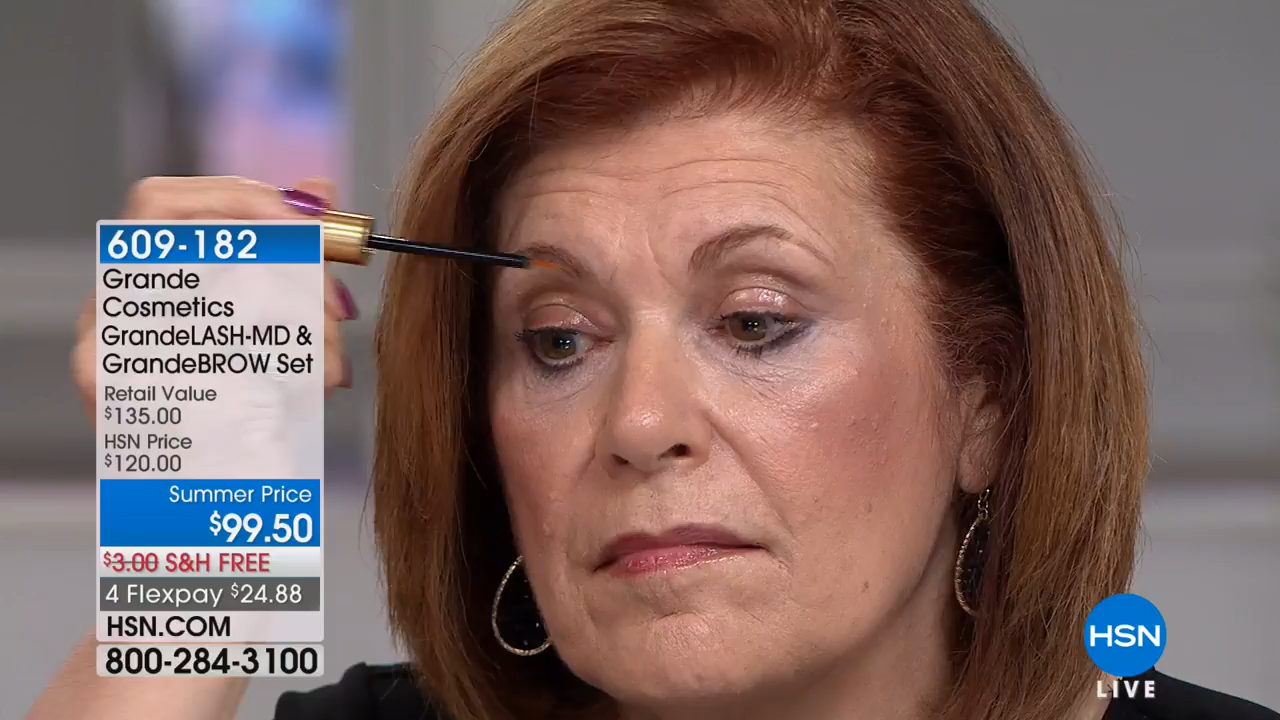 609-182
Grande
Cosmetics
GrandeLASH-MD &
GrandeBROW Set
Retail Value
$135.00
HSN Price
$120.00
Summer Price
$99.50
$3.00 S&H FREE
4 Flexpay $24.88
HSN.COM
800-284-3100
HSN
LIVE